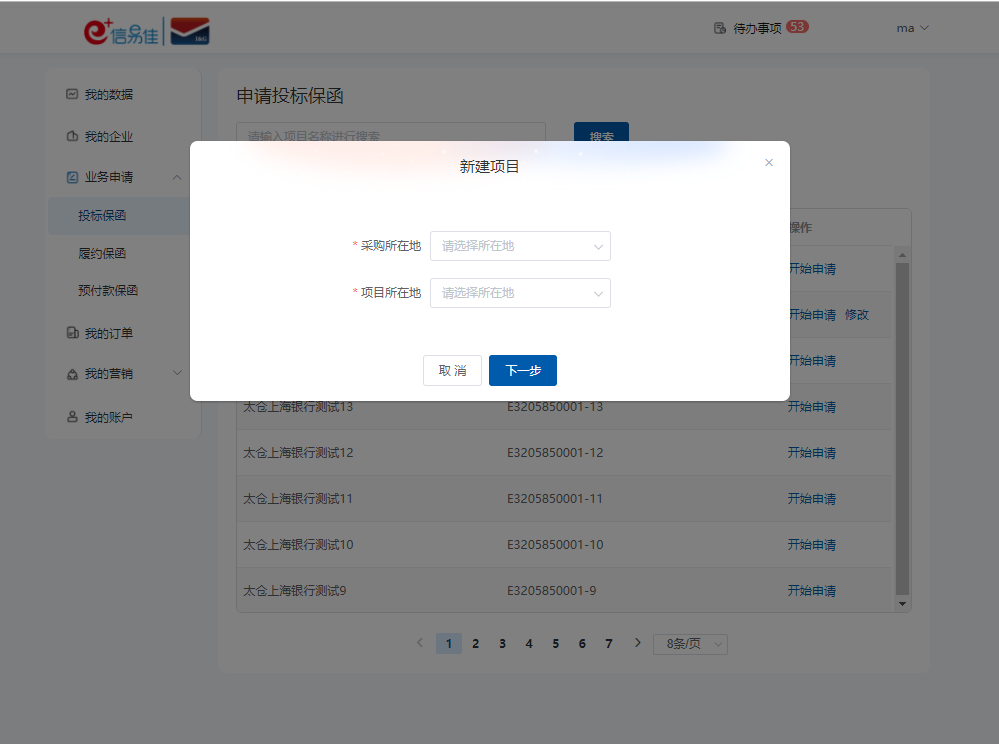 e+信易佳
待办事项 53
ma
我的数据
我的企业
业务申请
投标保函
履约保函
预付款保函
我的订单
我的营销
我的账户
申请投标保函
请输入项目名称进行搜索
搜索
新建项目
* 采购所在地 请选择所在地
* 项目所在地 请选择所在地
取消 下一步
操作
开始申请
开始申请 修改
开始申请
太仓上海银行测试13 E3205850001-13 开始申请
太仓上海银行测试12 E3205850001-12 开始申请
太仓上海银行测试11 E3205850001-11 开始申请
太仓上海银行测试10 E3205850001-10 开始申请
太仓上海银行测试9 E3205850001-9 开始申请
1 2 3 4 5 6 7 8条/页